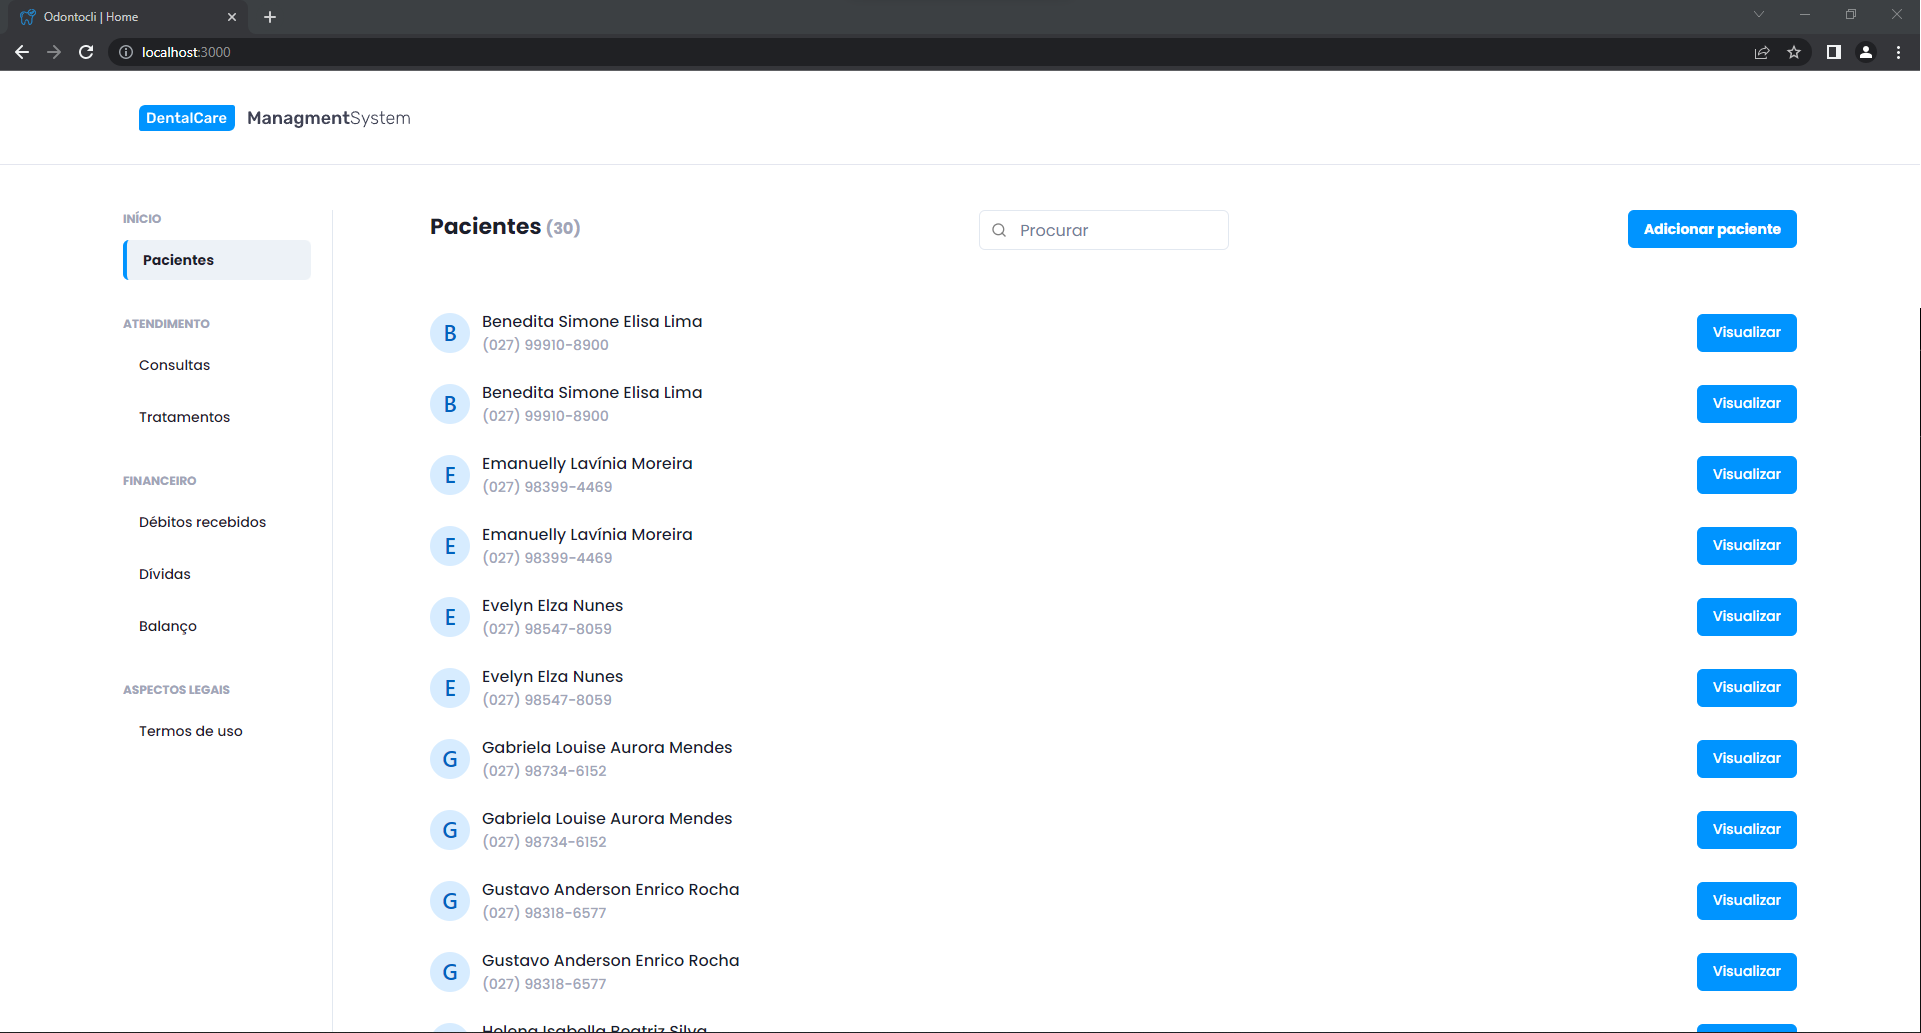 Odontocli | Home
localhost:3000
DentalCare ManagmentSystem
INÍCIO
Pacientes
ATENDIMENTO
Consultas
Tratamentos
FINANCEIRO
Débitos recebidos
Dívidas
Balanço
ASPECTOS LEGAIS
Termos de uso
Pacientes (30)
Procurar
Adicionar paciente
B
Benedita Simone Elisa Lima
(027) 99910-8900
Visualizar
B
Benedita Simone Elisa Lima
(027) 99910-8900
Visualizar
E
Emanuelly Lavínia Moreira
(027) 98399-4469
Visualizar
E
Emanuelly Lavínia Moreira
(027) 98399-4469
Visualizar
E
Evelyn Elza Nunes
(027) 98547-8059
Visualizar
E
Evelyn Elza Nunes
(027) 98547-8059
Visualizar
G
Gabriela Louise Aurora Mendes
(027) 98734-6152
Visualizar
G
Gabriela Louise Aurora Mendes
(027) 98734-6152
Visualizar
G
Gustavo Anderson Enrico Rocha
(027) 98318-6577
Visualizar
G
Gustavo Anderson Enrico Rocha
(027) 98318-6577
Visualizar
Helena Isabella Beatriz Silva